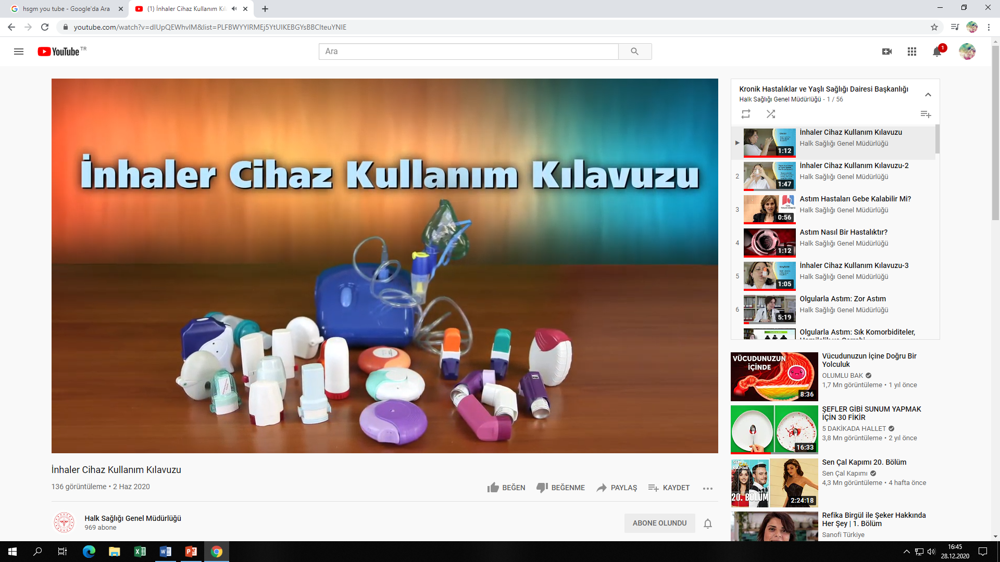 hsgm you tube - Google'da Ara
(1) İnhaler Cihaz Kullanım Kıla
youtube.com/watch?v=dIUpQEWhvIM&list=PLFBWYYlRMEj5YtUIKEBGYsBBClteuYNIE
YouTube TR
Ara
1
İnhaler Cihaz Kullanım Kılavuzu
İnhaler Cihaz Kullanım Kılavuzu
136 görüntüleme • 2 Haz 2020
BEĞEN
BEĞENME
PAYLAŞ
KAYDET
Halk Sağlığı Genel Müdürlüğü
969 abone
ABONE OLUNDU
Kronik Hastalıklar ve Yaşlı Sağlığı Dairesi Başkanlığı
Halk Sağlığı Genel Müdürlüğü - 1 / 56
İnhaler Cihaz Kullanım Kılavuzu
Halk Sağlığı Genel Müdürlüğü
1:12
2
İnhaler Cihaz Kullanım Kılavuzu-2
Halk Sağlığı Genel Müdürlüğü
1:47
3
Astım Hastaları Gebe Kalabilir Mi?
Halk Sağlığı Genel Müdürlüğü
0:56
4
Astım Nasıl Bir Hastalıktır?
Halk Sağlığı Genel Müdürlüğü
1:12
5
İnhaler Cihaz Kullanım Kılavuzu-3
Halk Sağlığı Genel Müdürlüğü
1:05
6
Olgularla Astım: Zor Astım
Halk Sağlığı Genel Müdürlüğü
5:19
Olgularla Astım: Sık Komorbiditeler,
VÜCUDUNUZUN
İÇİNDE
8:36
Vücudunuzun İçine Doğru Bir
Yolculuk
OLUMLU BAK
1,7 Mn görüntüleme • 1 yıl önce
16:33
ŞEFLER GİBİ SUNUM YAPMAK
İÇİN 30 FİKİR
5 DAKİKADA HALLET
3,8 Mn görüntüleme • 2 yıl önce
SEN ÇAL
KAPIMI
20. BÖLÜM
2:24:18
Sen Çal Kapımı 20. Bölüm
Sen Çal Kapımı
4,3 Mn görüntüleme • 4 hafta önce
Refika Birgül ile Şeker Hakkında
Her Şey | 1. Bölüm
Sanofi Türkiye
16:45
28.12.2020